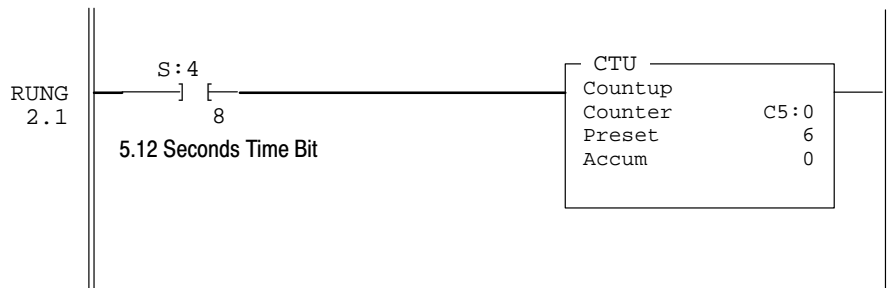 S:4
] [
8
5.12 Seconds Time Bit
RUNG
2.1
CTU
Countup
Counter C5:0
Preset 6
Accum 0